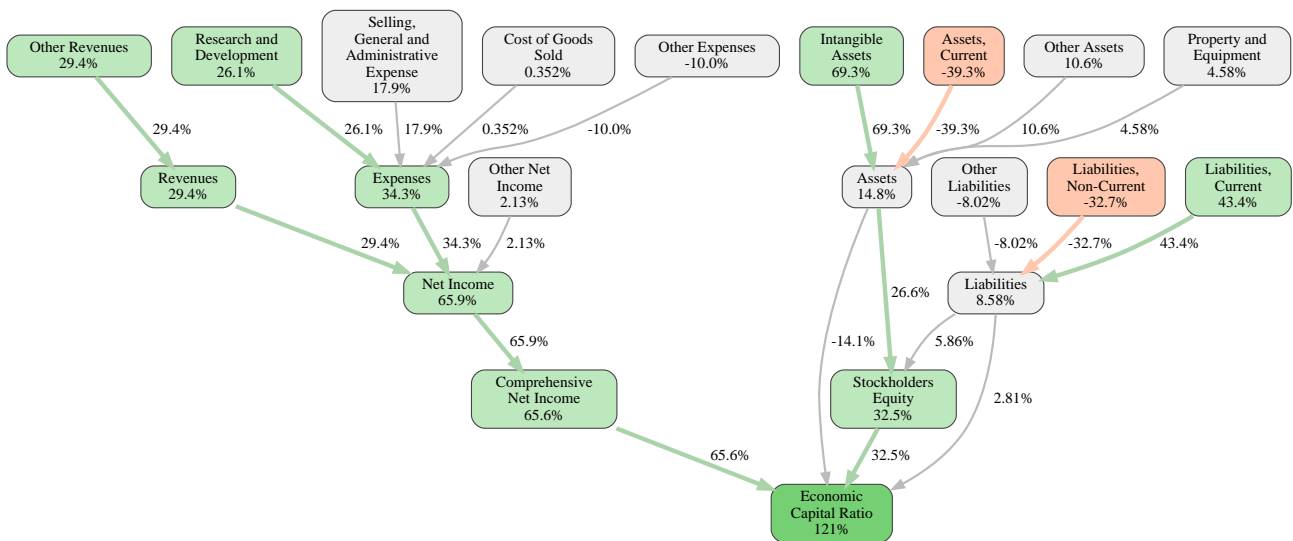 Other Revenues
29.4%
Research and
Development
26.1%
Selling,
General and
Administrative
Expense
17.9%
Cost of Goods
Sold
0.352%
Other Expenses
-10.0%
Intangible
Assets
69.3%
Assets,
Current
-39.3%
Other Assets
10.6%
Property and
Equipment
4.58%
29.4%
26.1%
17.9%
0.352%
-10.0%
69.3%
-39.3%
10.6%
4.58%
Revenues
29.4%
Expenses
34.3%
Other Net
Income
2.13%
Assets
14.8%
Other
Liabilities
-8.02%
Liabilities,
Non-Current
-32.7%
Liabilities,
Current
43.4%
29.4%
34.3%
2.13%
-8.02%
-32.7%
43.4%
Net Income
65.9%
Liabilities
8.58%
26.6%
65.9%
-14.1%
5.86%
Comprehensive
Net Income
65.6%
Stockholders
Equity
32.5%
2.81%
65.6%
32.5%
Economic
Capital Ratio
121%